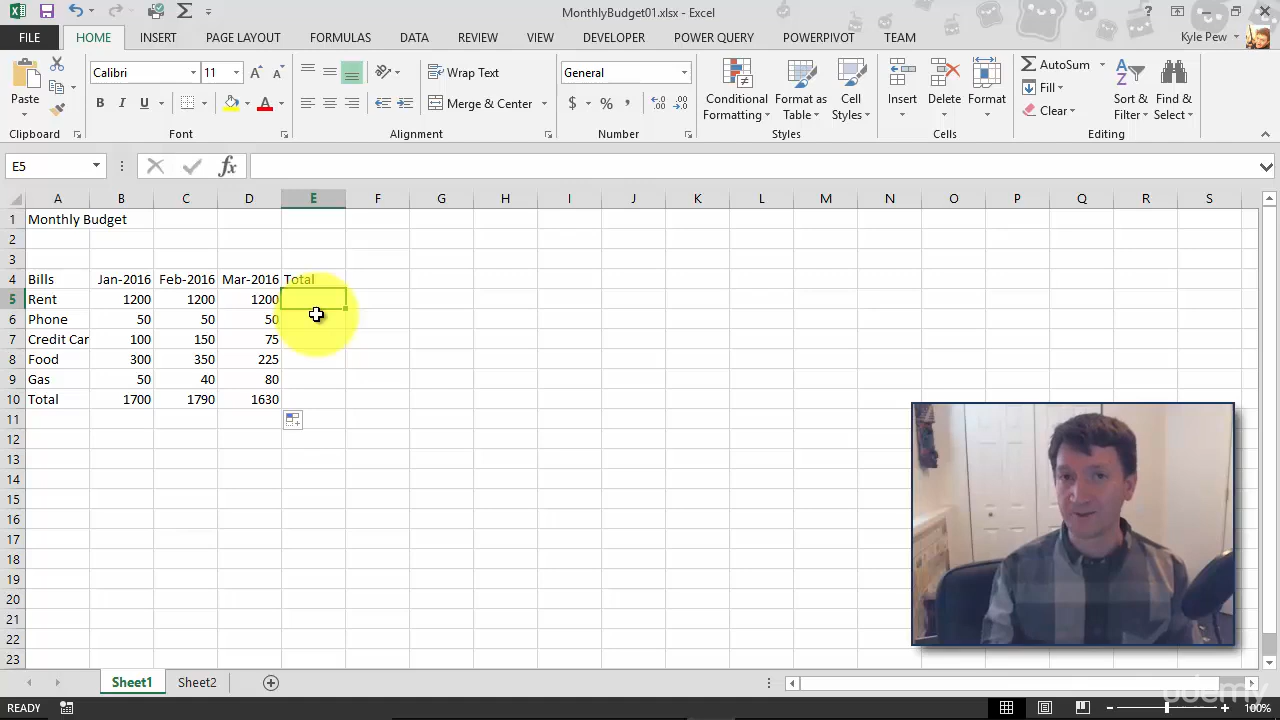 MonthlyBudget01.xlsx - Excel
FILE HOME INSERT PAGE LAYOUT FORMULAS DATA REVIEW VIEW DEVELOPER POWER QUERY POWERPIVOT TEAM Kyle Pew
Paste
Clipboard
Calibri 11
B I U
Font
Wrap Text
Merge & Center
Alignment
General
$ % ,
Number
Conditional Formatting
Format as Table
Cell Styles
Styles
Insert Delete Format
Cells
AutoSum
Fill
Clear
Sort & Filter
Find & Select
Editing
E5 fx
A B C D E F G H I J K L M N O P Q R S
1 Monthly Budget
2
3
4 Bills Jan-2016 Feb-2016 Mar-2016 Total
5 Rent 1200 1200 1200
6 Phone 50 50 50
7 Credit Car 100 150 75
8 Food 300 350 225
9 Gas 50 40 80
10 Total 1700 1790 1630
11
12
13
14
15
16
17
18
19
20
21
22
23
Sheet1 Sheet2
udemy
READY 100%